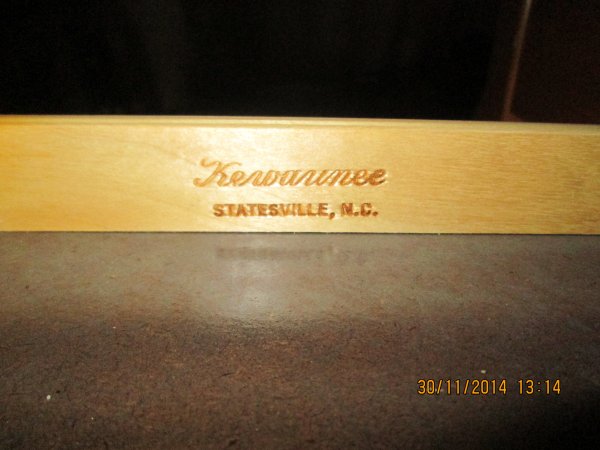 Kewaunee
STATESVILLE, N.C.
30/11/2014 13:14